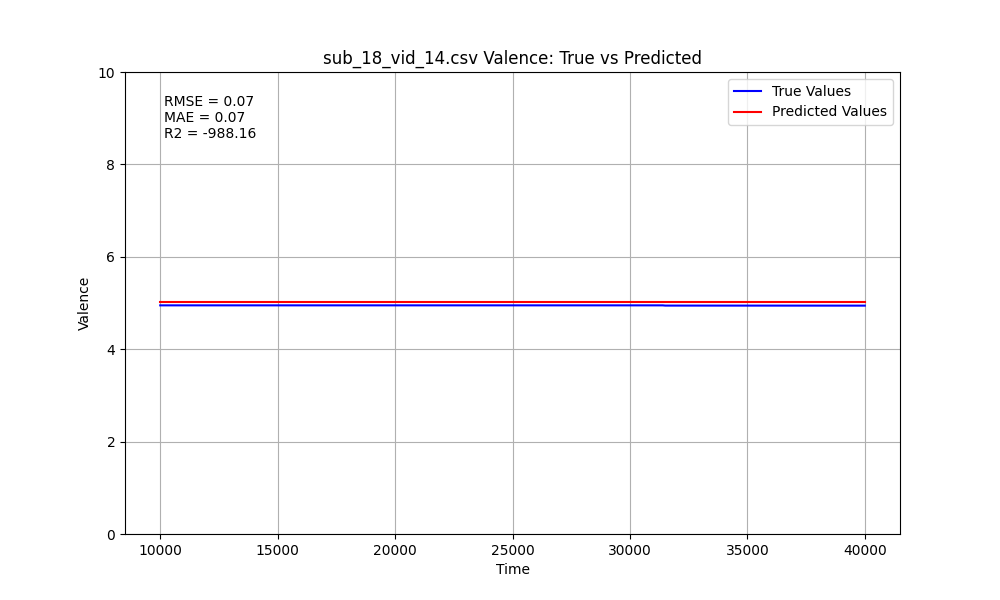 sub_18_vid_14.csv Valence: True vs Predicted
RMSE = 0.07
MAE = 0.07
R2 = -988.16
True Values
Predicted Values
Valence
10
8
6
4
2
0
10000 15000 20000 25000 30000 35000 40000
Time